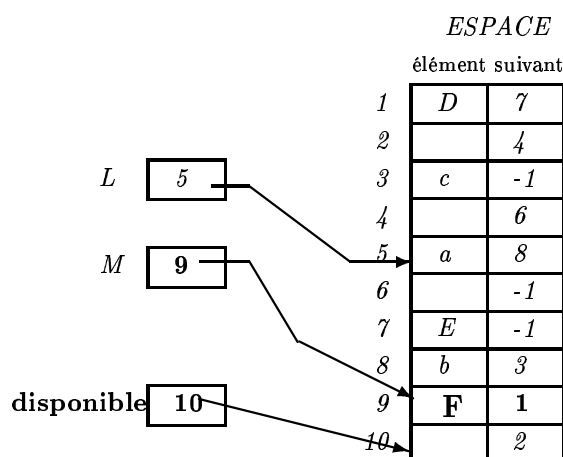 ESPACE
élément suivant
1 D 7
2 4
L 5 3 c -1
4 6
5 a 8
M 9 6 -1
7 E -1
8 b 3
disponible 10 9 F 1
10 2